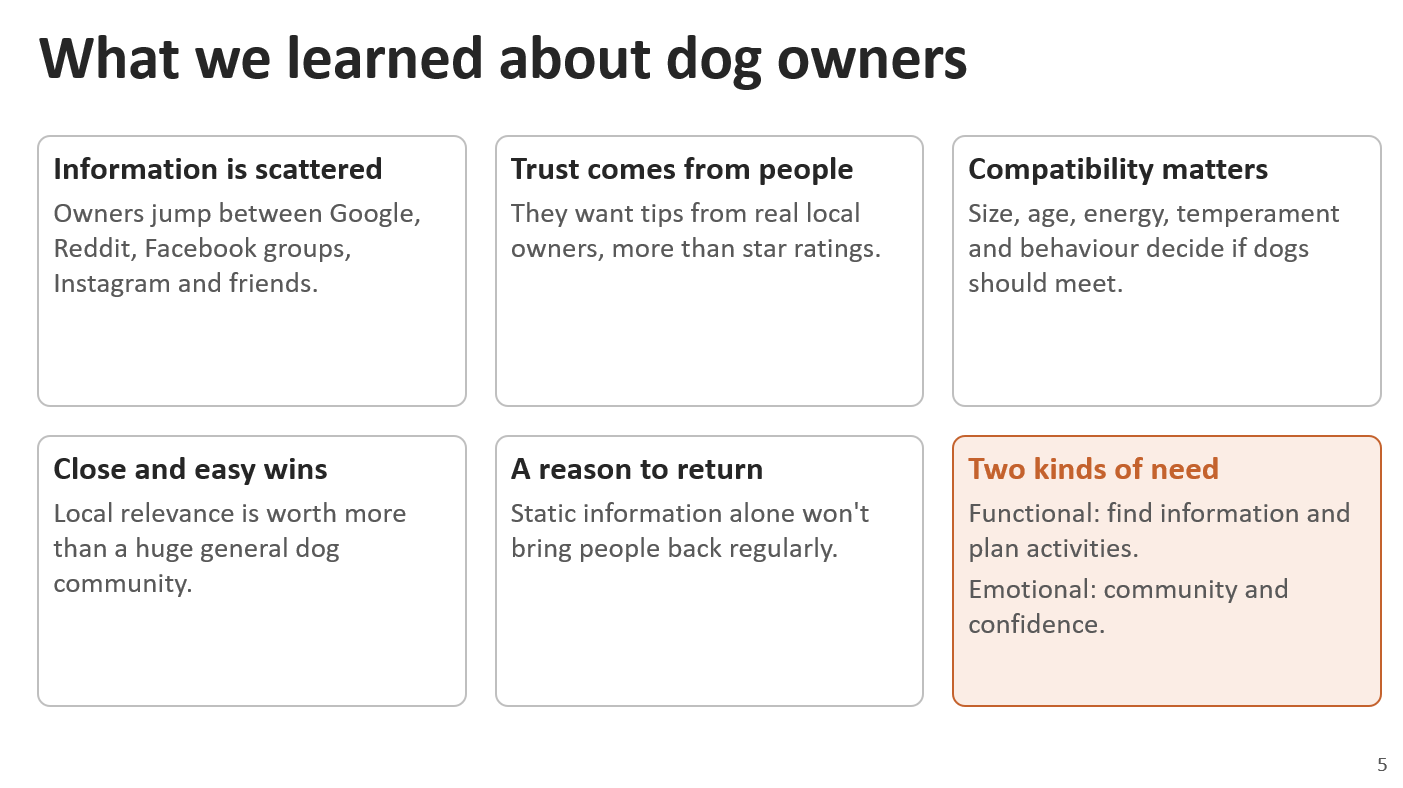 What we learned about dog owners
Information is scattered
Owners jump between Google,
Reddit, Facebook groups,
Instagram and friends.
Trust comes from people
They want tips from real local
owners, more than star ratings.
Compatibility matters
Size, age, energy, temperament
and behaviour decide if dogs
should meet.
Close and easy wins
Local relevance is worth more
than a huge general dog
community.
A reason to return
Static information alone won't
bring people back regularly.
Two kinds of need
Functional: find information and
plan activities.
Emotional: community and
confidence.
5